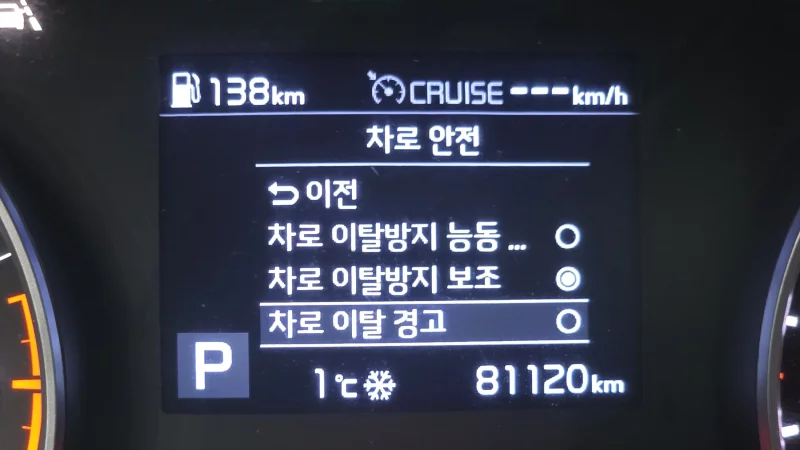 138km CRUISE ---km/h
차로 안전
이전
차로 이탈방지 능동 ...
차로 이탈방지 보조
차로 이탈 경고
P
1℃ 81120km